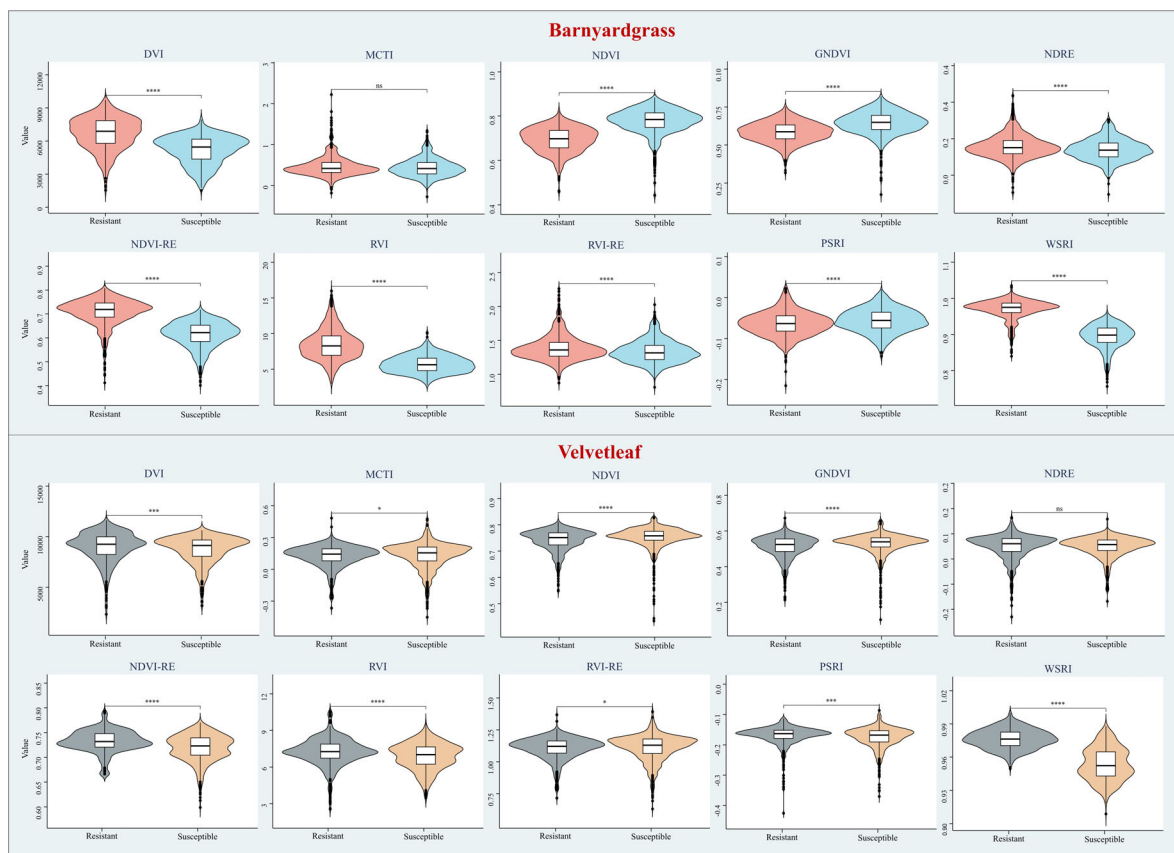 Barnyardgrass
DVI
MCTI
NDVI
GNDVI
NDRE
Value
12000
9000
6000
3000
0
****
Resistant
Susceptible
3
2
1
0
ns
Resistant
Susceptible
1.0
0.8
0.6
0.4
****
Resistant
Susceptible
0.10
0.75
0.50
0.25
****
Resistant
Susceptible
0.4
0.4
0.2
0.0
****
Resistant
Susceptible
NDVI-RE
RVI
RVI-RE
PSRI
WSRI
Value
0.9
0.8
0.7
0.6
0.5
0.4
****
Resistant
Susceptible
20
15
10
5
****
Resistant
Susceptible
2.5
2.0
1.5
1.0
****
Resistant
Susceptible
0.1
0.0
-0.1
-0.2
****
Resistant
Susceptible
1.1
1.0
0.9
0.8
****
Resistant
Susceptible
Velvetleaf
DVI
MCTI
NDVI
GNDVI
NDRE
Value
15000
10000
5000
***
Resistant
Susceptible
0.6
0.3
0.0
-0.3
*
Resistant
Susceptible
0.9
0.8
0.7
0.6
0.5
****
Resistant
Susceptible
0.8
0.6
0.4
0.2
****
Resistant
Susceptible
0.2
0.2
0.1
0.0
-0.1
-0.2
ns
Resistant
Susceptible
NDVI-RE
RVI
RVI-RE
PSRI
WSRI
Value
0.85
0.80
0.75
0.70
0.65
0.60
****
Resistant
Susceptible
12
9
6
3
****
Resistant
Susceptible
1.50
1.25
1.00
0.75
*
Resistant
Susceptible
0.0
-0.1
-0.2
-0.3
-0.4
***
Resistant
Susceptible
1.02
0.99
0.96
0.93
0.90
****
Resistant
Susceptible